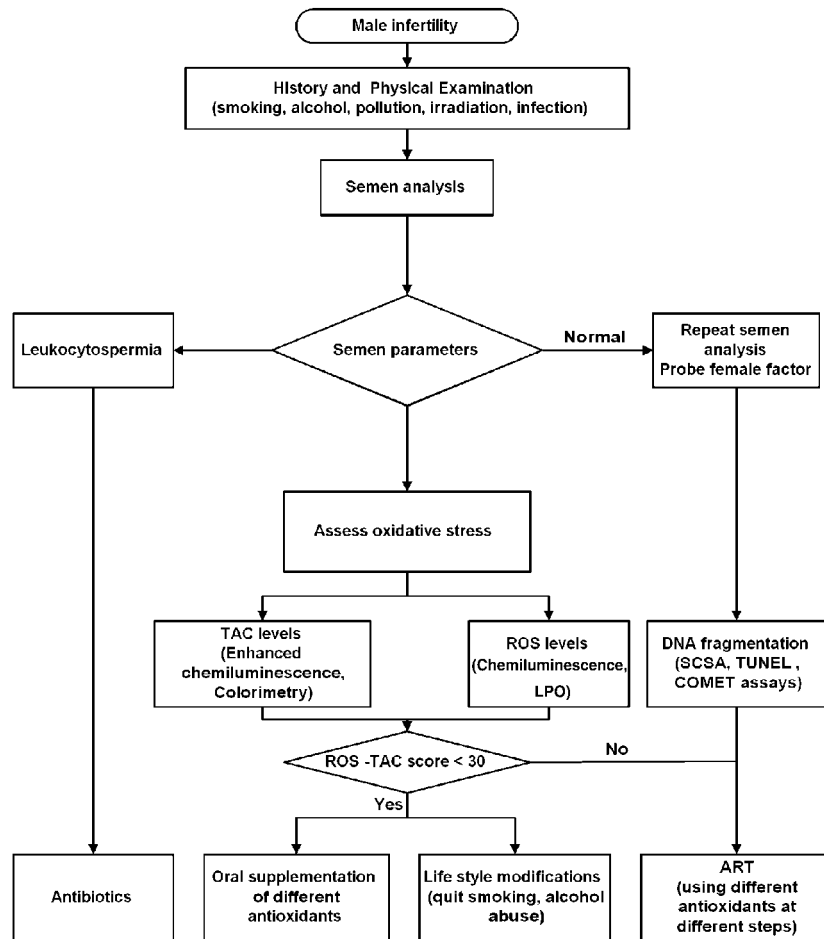 Male infertility
History and Physical Examination
(smoking, alcohol, pollution, irradiation, infection)
Semen analysis
Leukocytospermia
Semen parameters
Normal
Repeat semen
analysis
Probe female factor
Assess oxidative stress
TAC levels
(Enhanced
chemiluminescence,
Colorimetry)
ROS levels
(Chemiluminescence,
LPO)
DNA fragmentation
(SCSA, TUNEL ,
COMET assays)
ROS -TAC score < 30
No
Yes
Antibiotics
Oral supplementation
of different
antioxidants
Life style modifications
(quit smoking, alcohol
abuse)
ART
(using different
antioxidants at
different steps)